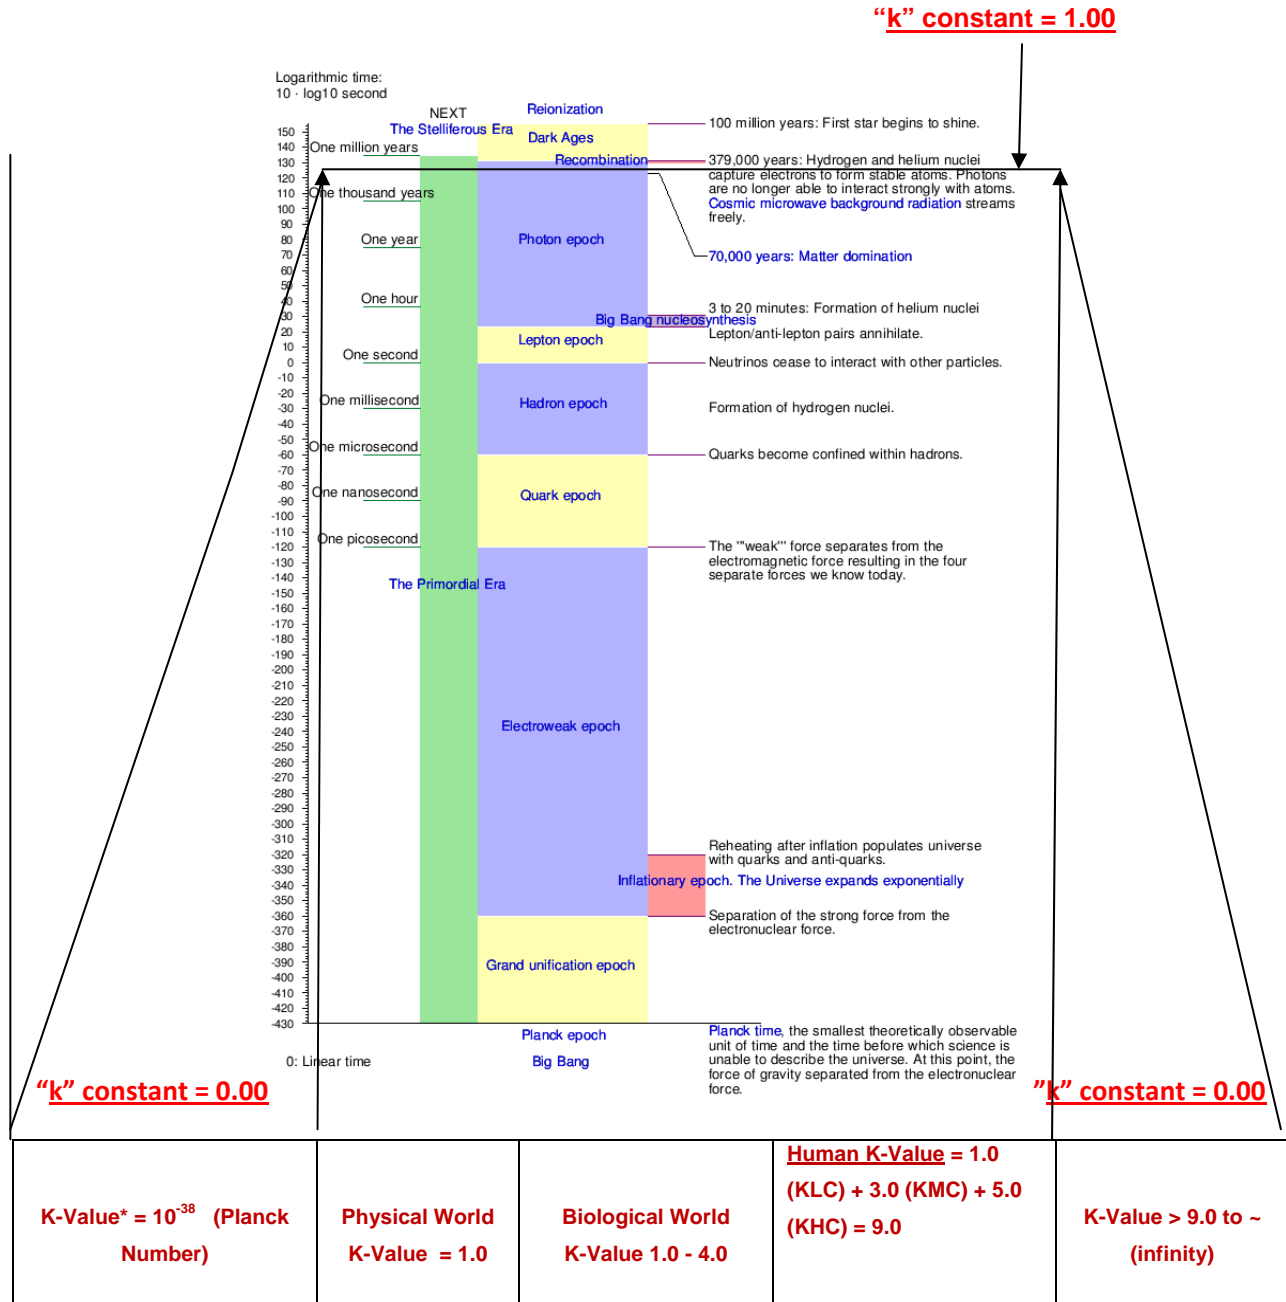 “k” constant = 1.00
Logarithmic time:
10 · log10 second
NEXT
Reionization
The Stelliferous Era
Dark Ages
100 million years: First star begins to shine.
150
140
One million years
130
Recombination
379,000 years: Hydrogen and helium nuclei
capture electrons to form stable atoms. Photons
are no longer able to interact strongly with atoms.
Cosmic microwave background radiation streams
freely.
120
110
One thousand years
100
90
80
One year
Photon epoch
70
70,000 years: Matter domination
60
50
40
One hour
30
3 to 20 minutes: Formation of helium nuclei
Big Bang nucleosynthesis
20
Lepton/anti-lepton pairs annihilate.
Lepton epoch
10
One second
0
Neutrinos cease to interact with other particles.
-10
-20
One millisecond
Hadron epoch
-30
Formation of hydrogen nuclei.
-40
-50
One microsecond
-60
Quarks become confined within hadrons.
-70
-80
One nanosecond
Quark epoch
-90
-100
-110
One picosecond
-120
The '"weak'" force separates from the
electromagnetic force resulting in the four
separate forces we know today.
-130
-140
The Primordial Era
-150
-160
-170
-180
-190
-200
-210
-220
-230
Electroweak epoch
-240
-250
-260
-270
-280
-290
-300
-310
Reheating after inflation populates universe
with quarks and anti-quarks.
-320
-330
Inflationary epoch. The Universe expands exponentially
-340
-350
-360
Separation of the strong force from the
electronuclear force.
-370
-380
-390
Grand unification epoch
-400
-410
-420
-430
Planck epoch
Planck time, the smallest theoretically observable
unit of time and the time before which science is
unable to describe the universe. At this point, the
force of gravity separated from the electronuclear
force.
0: Linear time
Big Bang
“k” constant = 0.00
”k” constant = 0.00
K-Value* = 10-38 (Planck
Number)
Physical World
K-Value = 1.0
Biological World
K-Value 1.0 - 4.0
Human K-Value = 1.0
(KLC) + 3.0 (KMC) + 5.0
(KHC) = 9.0
K-Value > 9.0 to ~
(infinity)